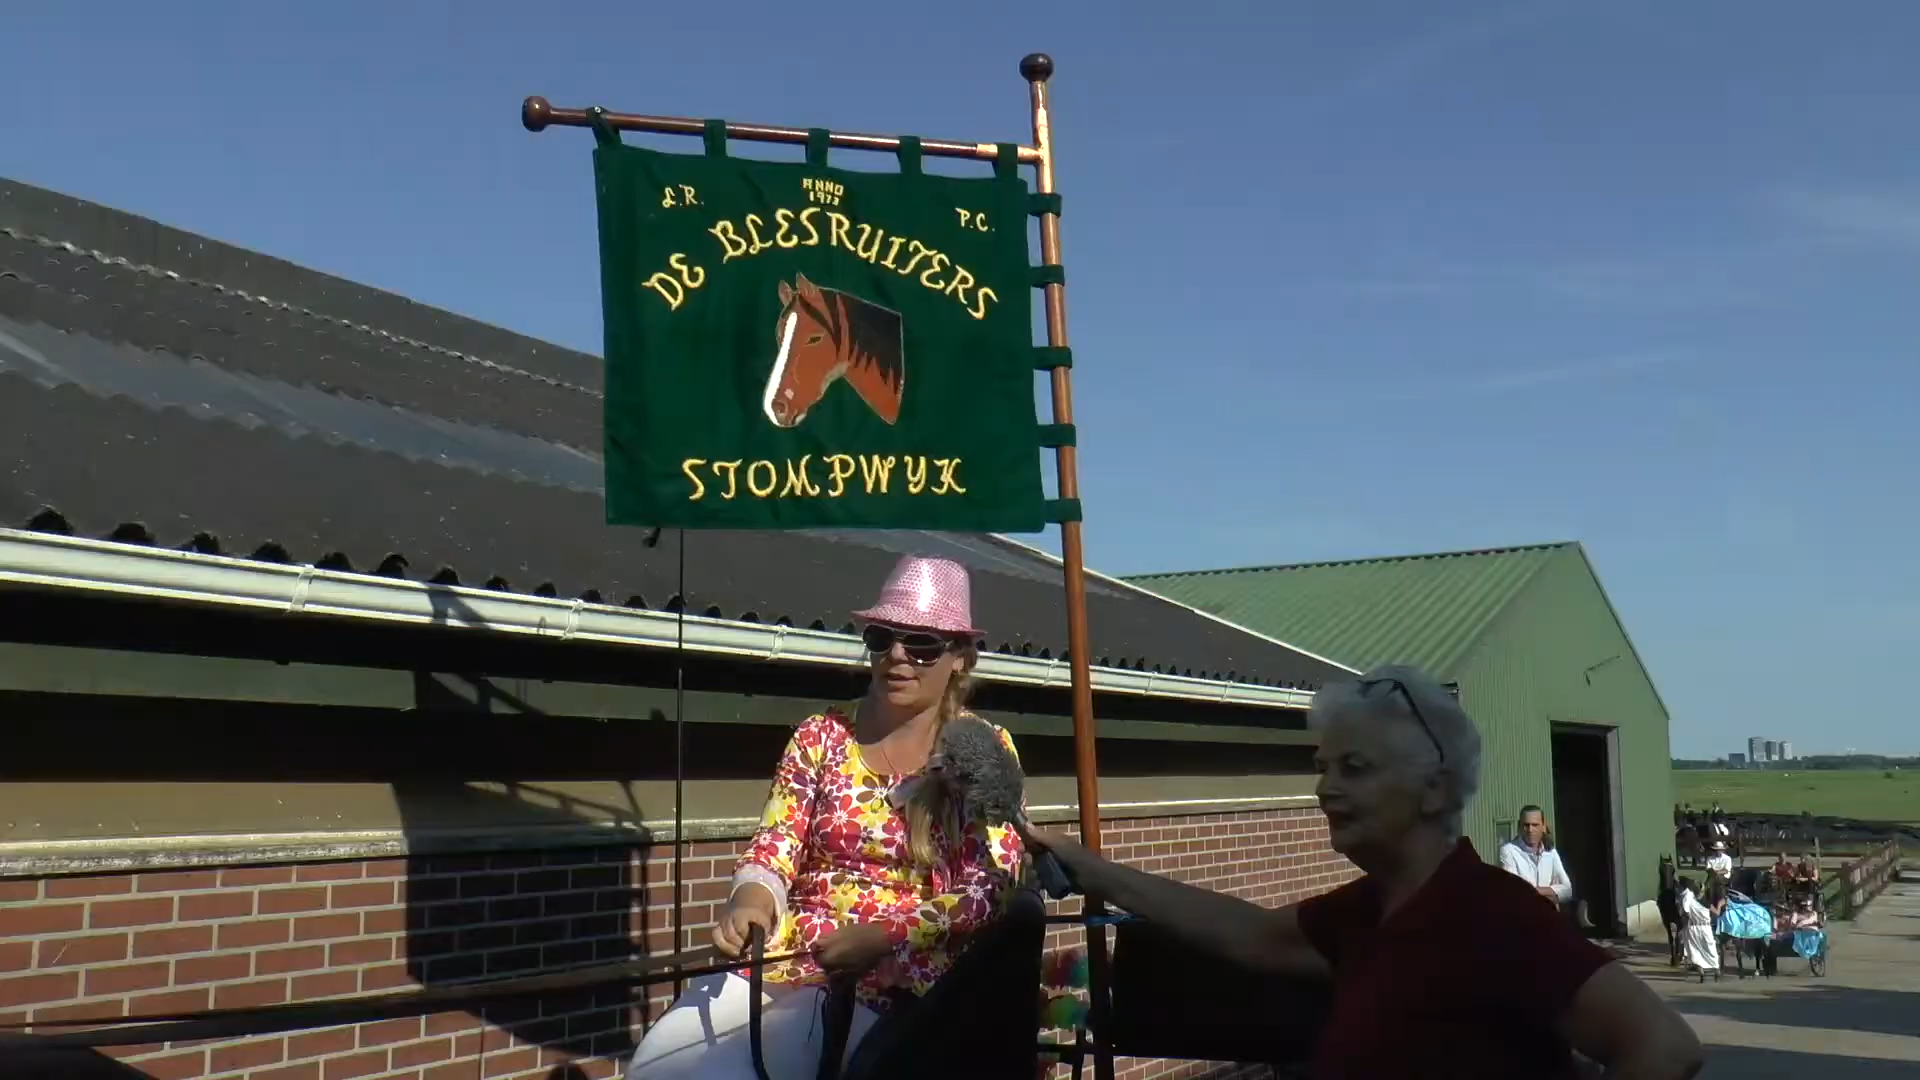 L.R.
ANNO
1973
P.C.
DE BLESRUITERS
STOMPWYK